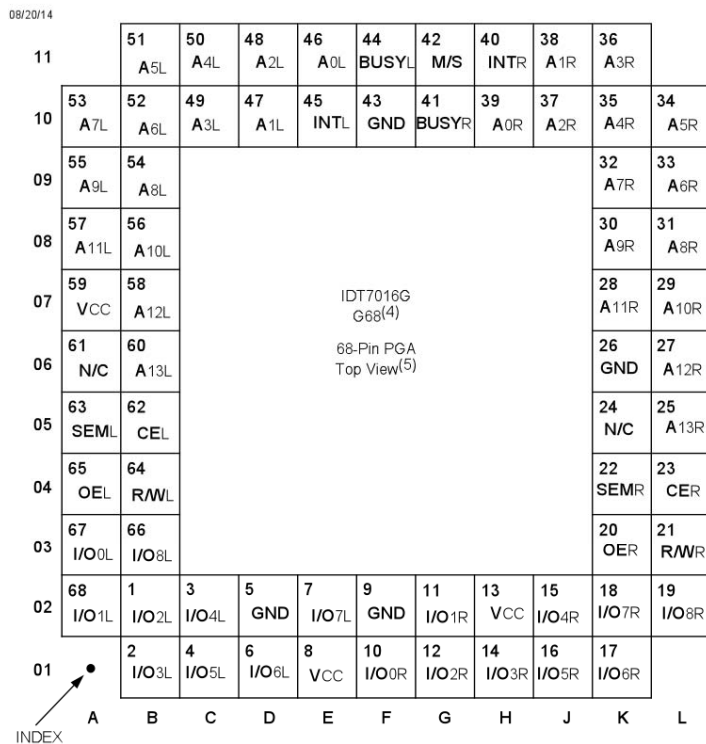 08/20/14
11 51 50 48 46 44 42 40 38 36
A5L A4L A2L A0L BUSYL M/S INTR A1R A3R
10 53 52 49 47 45 43 41 39 37 35 34
A7L A6L A3L A1L INTL GND BUSYR A0R A2R A4R A5R
09 55 54 32 33
A9L A8L A7R A6R
08 57 56 30 31
A11L A10L A9R A8R
07 59 58 28 29
VCC A12L A11R A10R
IDT7016G
G68(4)
68-Pin PGA
Top View(5)
06 61 60 26 27
N/C A13L GND A12R
05 63 62 24 25
SEML CEL N/C A13R
04 65 64 22 23
OEL R/WL SEMR CER
03 67 66 20 21
I/O0L I/O8L OER R/WR
02 68 1 3 5 7 9 11 13 15 18 19
I/O1L I/O2L I/O4L GND I/O7L GND I/O1R VCC I/O4R I/O7R I/O8R
01 2 4 6 8 10 12 14 16 17
I/O3L I/O5L I/O6L VCC I/O0R I/O2R I/O3R I/O5R I/O6R
A B C D E F G H J K L
INDEX